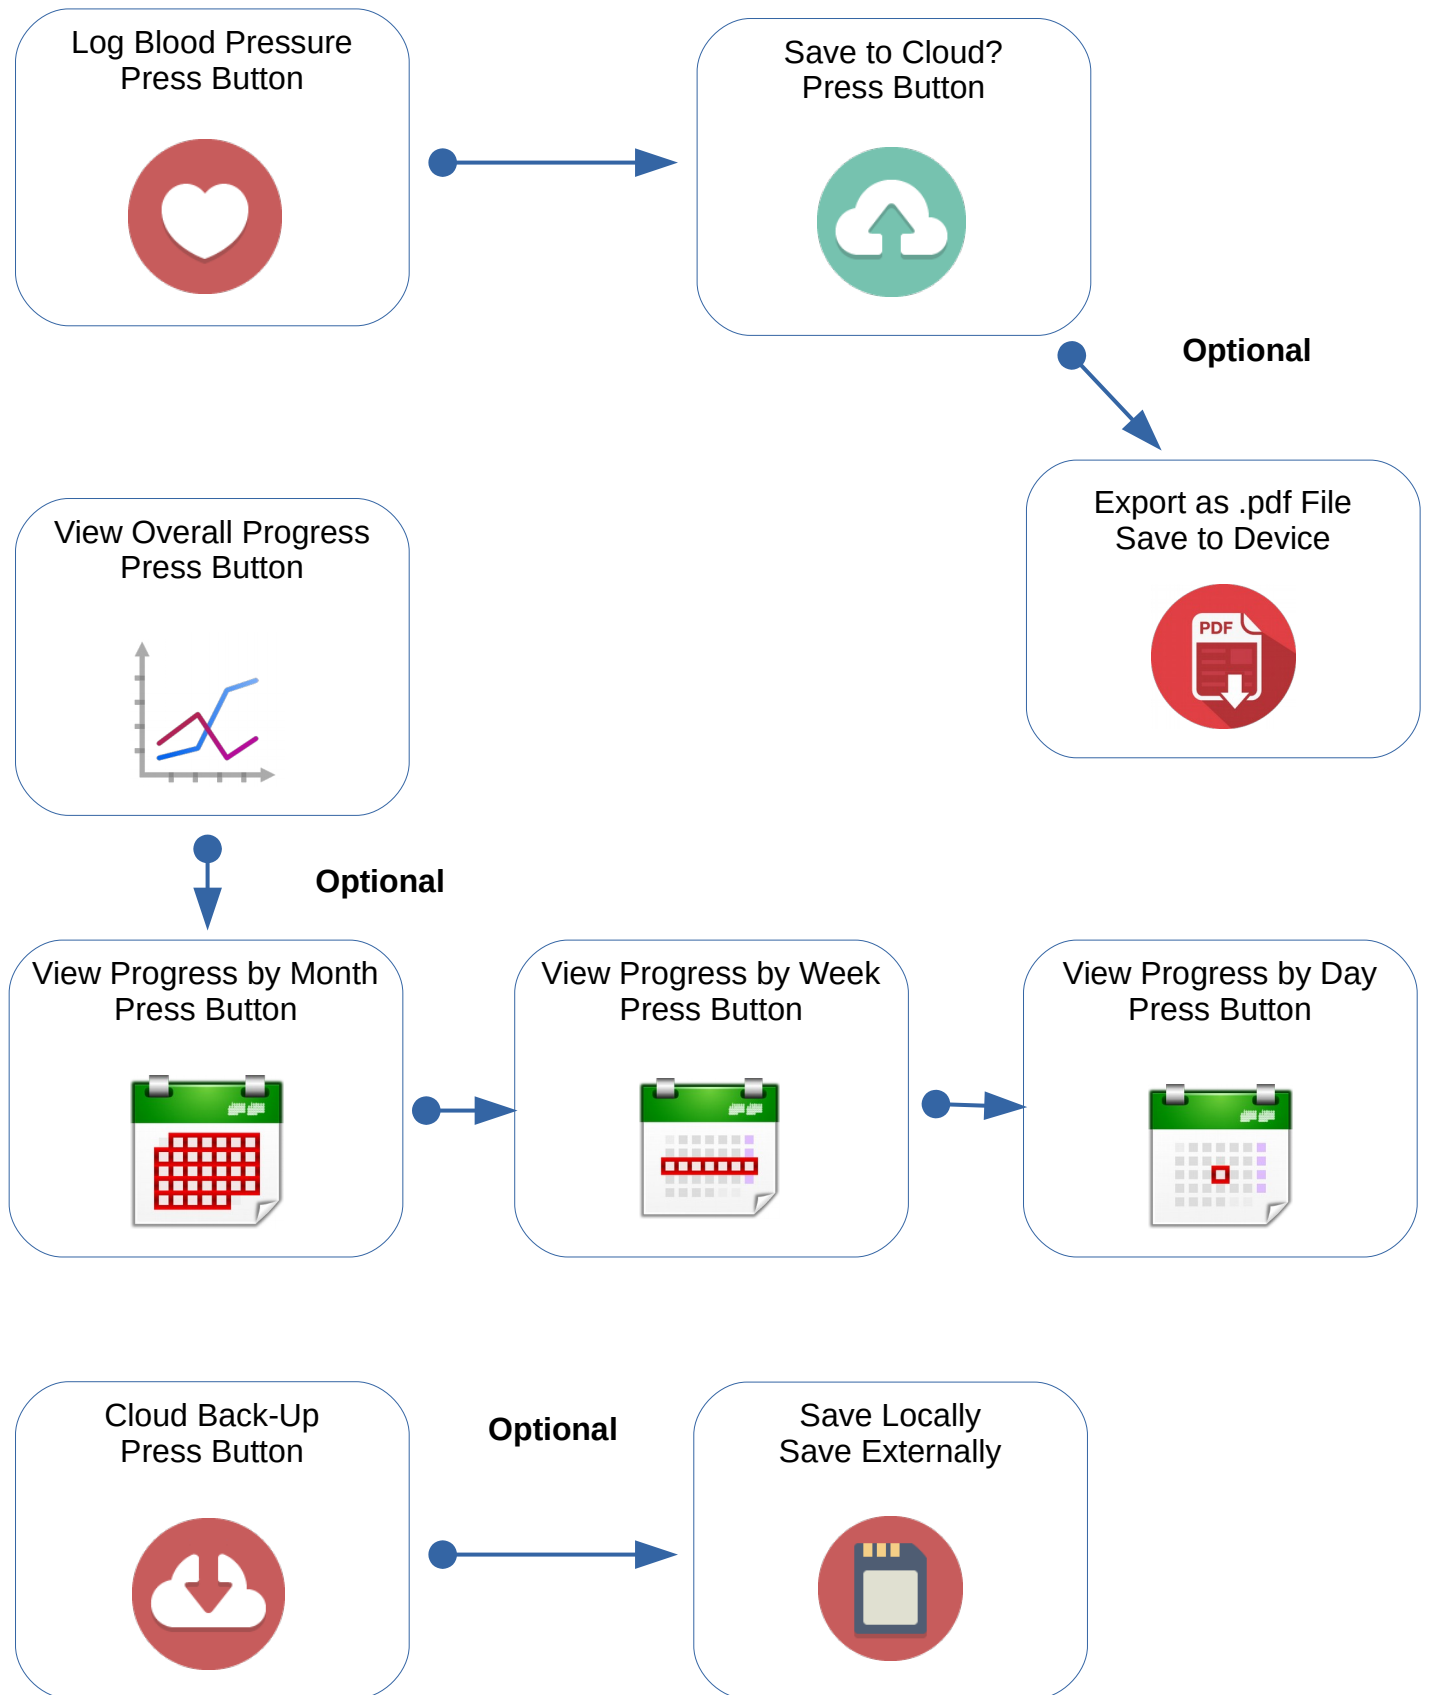 Log Blood Pressure
Press Button
Save to Cloud?
Press Button
Optional
Export as .pdf File
Save to Device
PDF
View Overall Progress
Press Button
Optional
View Progress by Month
Press Button
View Progress by Week
Press Button
View Progress by Day
Press Button
Cloud Back-Up
Press Button
Optional
Save Locally
Save Externally